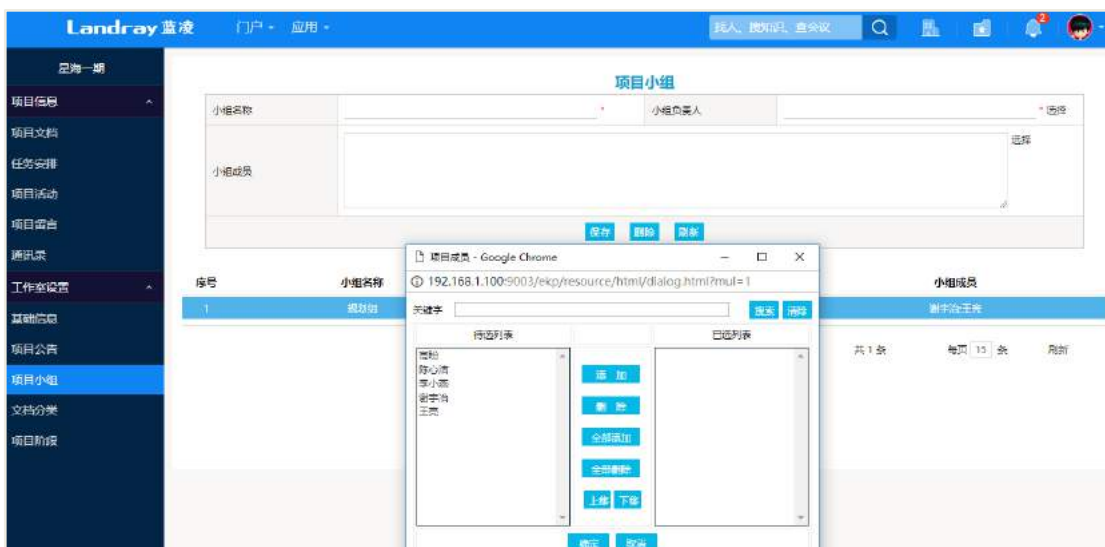 Landray蓝凌
门户
应用
找人、搜知识、查会议
2
星海一期
项目信息
项目文档
任务安排
项目活动
项目留言
通讯录
工作室设置
基础信息
项目公告
项目小组
文档分类
项目阶段
项目小组
小组名称
*
小组负责人
* 选择
小组成员
选择
保存
删除
刷新
序号
小组名称
小组成员
1
规划组
谢宇治;王亮
共 1 条
每页 15 条
刷新
项目成员 - Google Chrome
192.168.1.100:9003/ekp/resource/html/dialog.html?mul=1
关键字
搜索
清除
待选列表
已选列表
陈心洁
李小燕
谢宇治
王亮
添 加
删 除
全部添加
全部删除
上移
下移
确定
取消